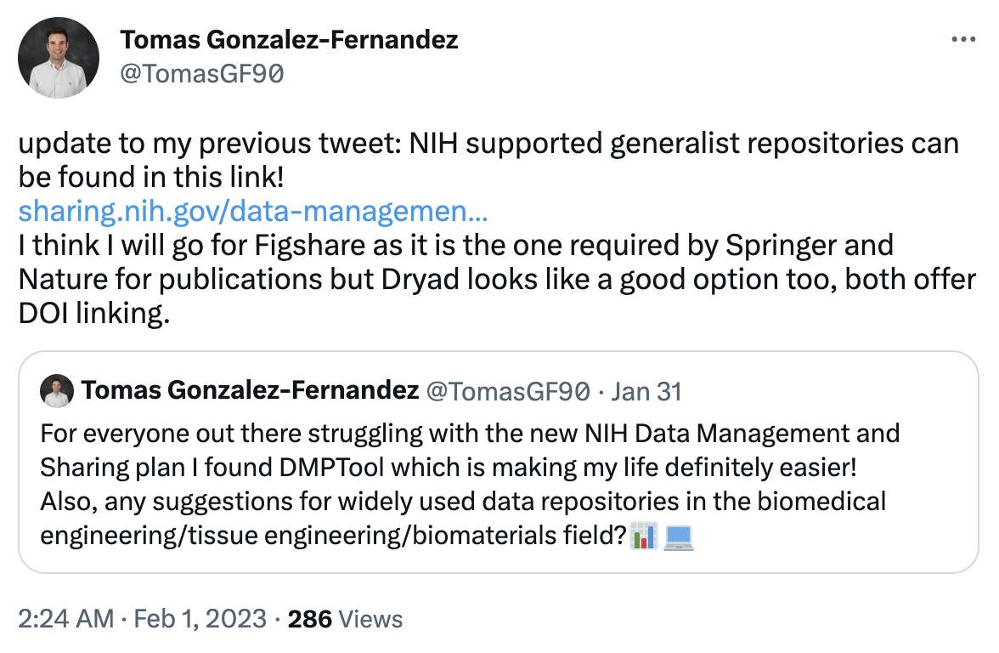 Tomas Gonzalez-Fernandez
@TomasGF90
update to my previous tweet: NIH supported generalist repositories can
be found in this link!
sharing.nih.gov/data-managemen...
I think I will go for Figshare as it is the one required by Springer and
Nature for publications but Dryad looks like a good option too, both offer
DOI linking.
Tomas Gonzalez-Fernandez @TomasGF90 · Jan 31
For everyone out there struggling with the new NIH Data Management and
Sharing plan I found DMPTool which is making my life definitely easier!
Also, any suggestions for widely used data repositories in the biomedical
engineering/tissue engineering/biomaterials field?📊💻
2:24 AM · Feb 1, 2023 · 286 Views